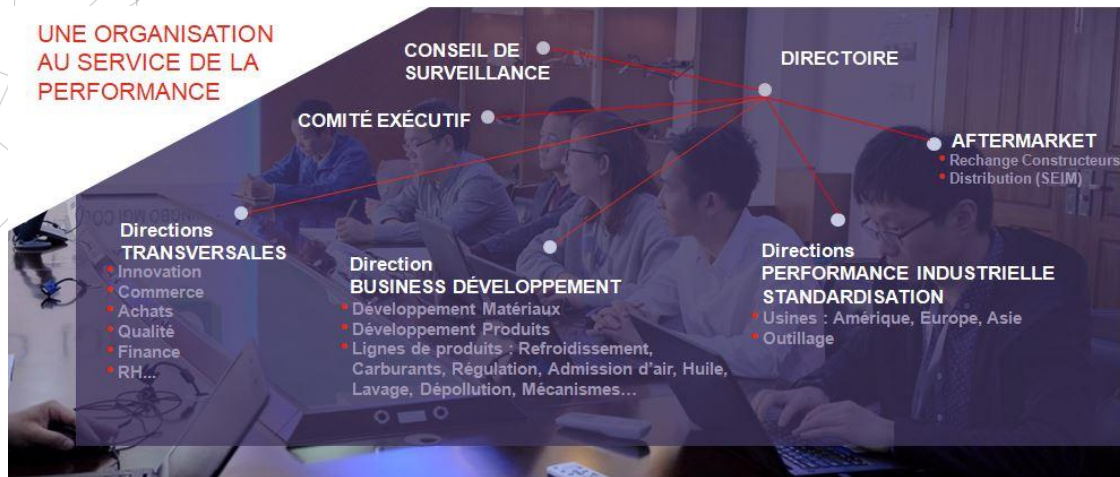 UNE ORGANISATION
AU SERVICE DE LA
PERFORMANCE
CONSEIL DE
SURVEILLANCE
DIRECTOIRE
COMITÉ EXÉCUTIF
AFTERMARKET
Rechange Constructeurs
Distribution (SEIM)
Directions
TRANSVERSALES
Innovation
Commerce
Achats
Qualité
Finance
RH...
Direction
BUSINESS DÉVELOPPEMENT
Développement Matériaux
Développement Produits
Lignes de produits : Refroidissement,
Carburants, Régulation, Admission d'air, Huile,
Lavage, Dépollution, Mécanismes...
Directions
PERFORMANCE INDUSTRIELLE
STANDARDISATION
Usines : Amérique, Europe, Asie
Outillage